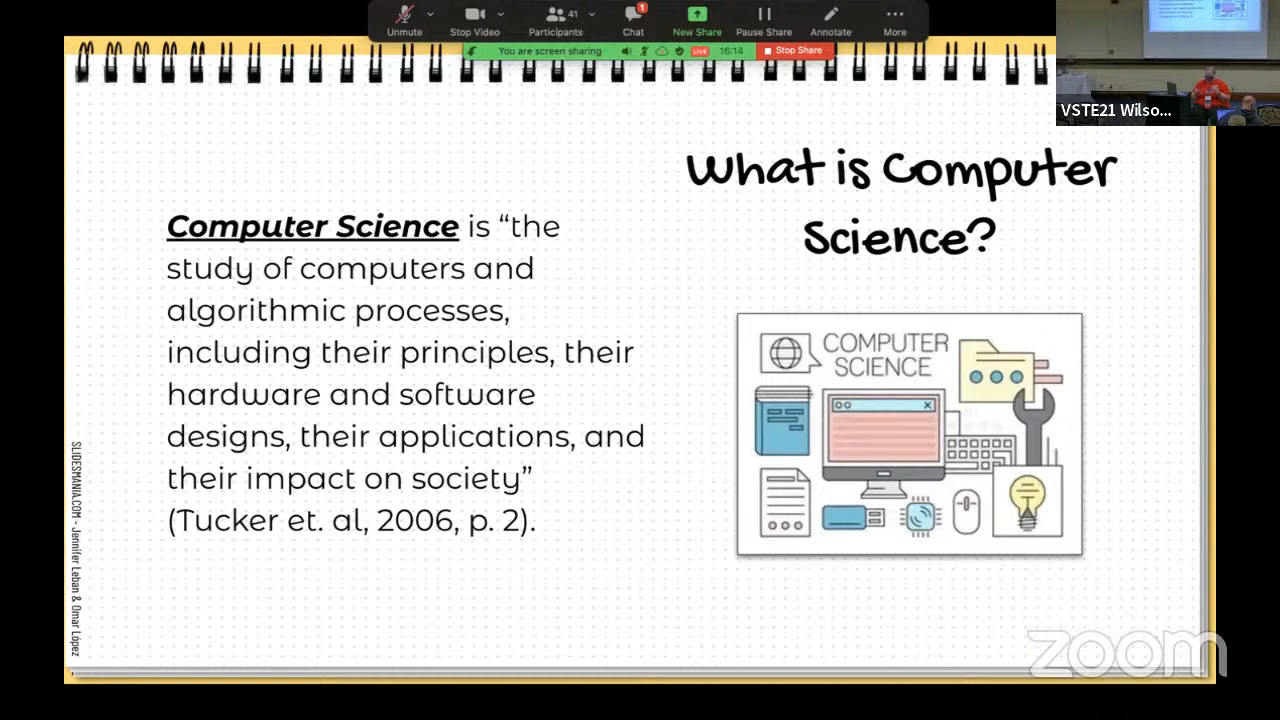 Unmute
Stop Video
41
Participants
1
Chat
New Share
Pause Share
Annotate
More
You are screen sharing
LIVE
16:14
Stop Share
VSTE21 Wilso...
What is Computer
Science?
Computer Science is “the
study of computers and
algorithmic processes,
including their principles, their
hardware and software
designs, their applications, and
their impact on society”
(Tucker et. al, 2006, p. 2).
COMPUTER
SCIENCE
SLIDESMANIA.COM - Jennifer Leban & Omar López
zoom